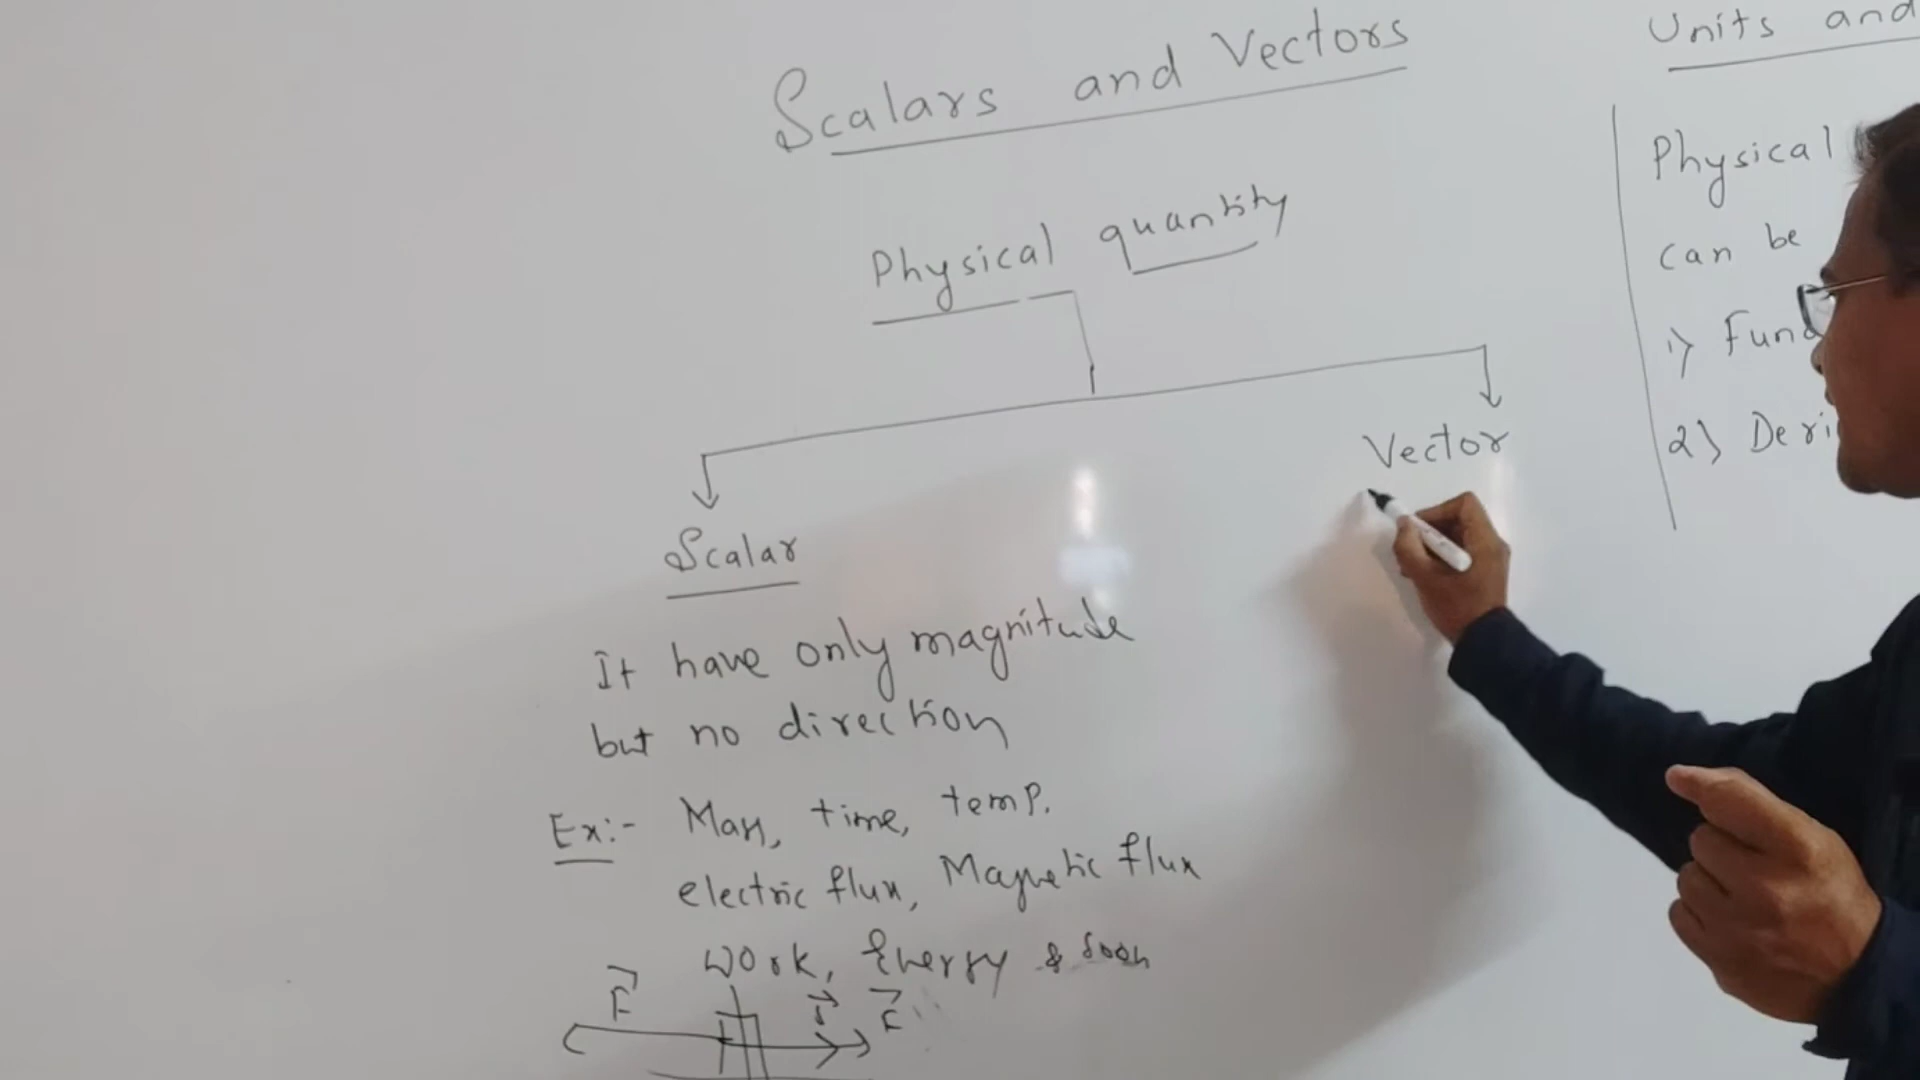 Scalars and Vectors
Physical quantity
Scalar
It have only magnitude
but no direction
Ex:- Mass, time, temp.
electric flux, Magnetic flux
Work, Energy & soon
F
F
Vector
Units and
Physical
can be
1) Fund
2) Deri